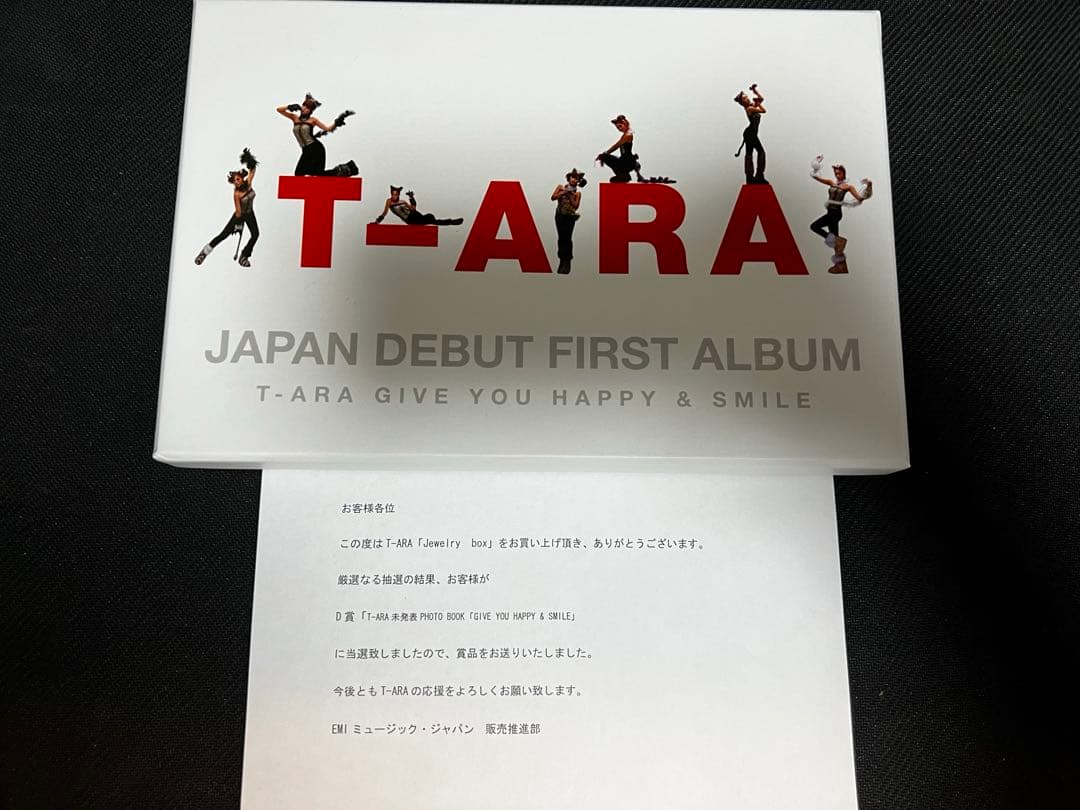 T-ARA
JAPAN DEBUT FIRST ALBUM
T-ARA GIVE YOU HAPPY & SMILE
お客様各位
この度はT-ARA「Jewelry box」をお買い上げ頂き、ありがとうございます。
厳選なる抽選の結果、お客様が
D賞「T-ARA未発表PHOTO BOOK「GIVE YOU HAPPY & SMILE」
に当選致しましたので、賞品をお送りいたしました。
今後ともT-ARAの応援をよろしくお願い致します。
EMIミュージック・ジャパン 販売推進部